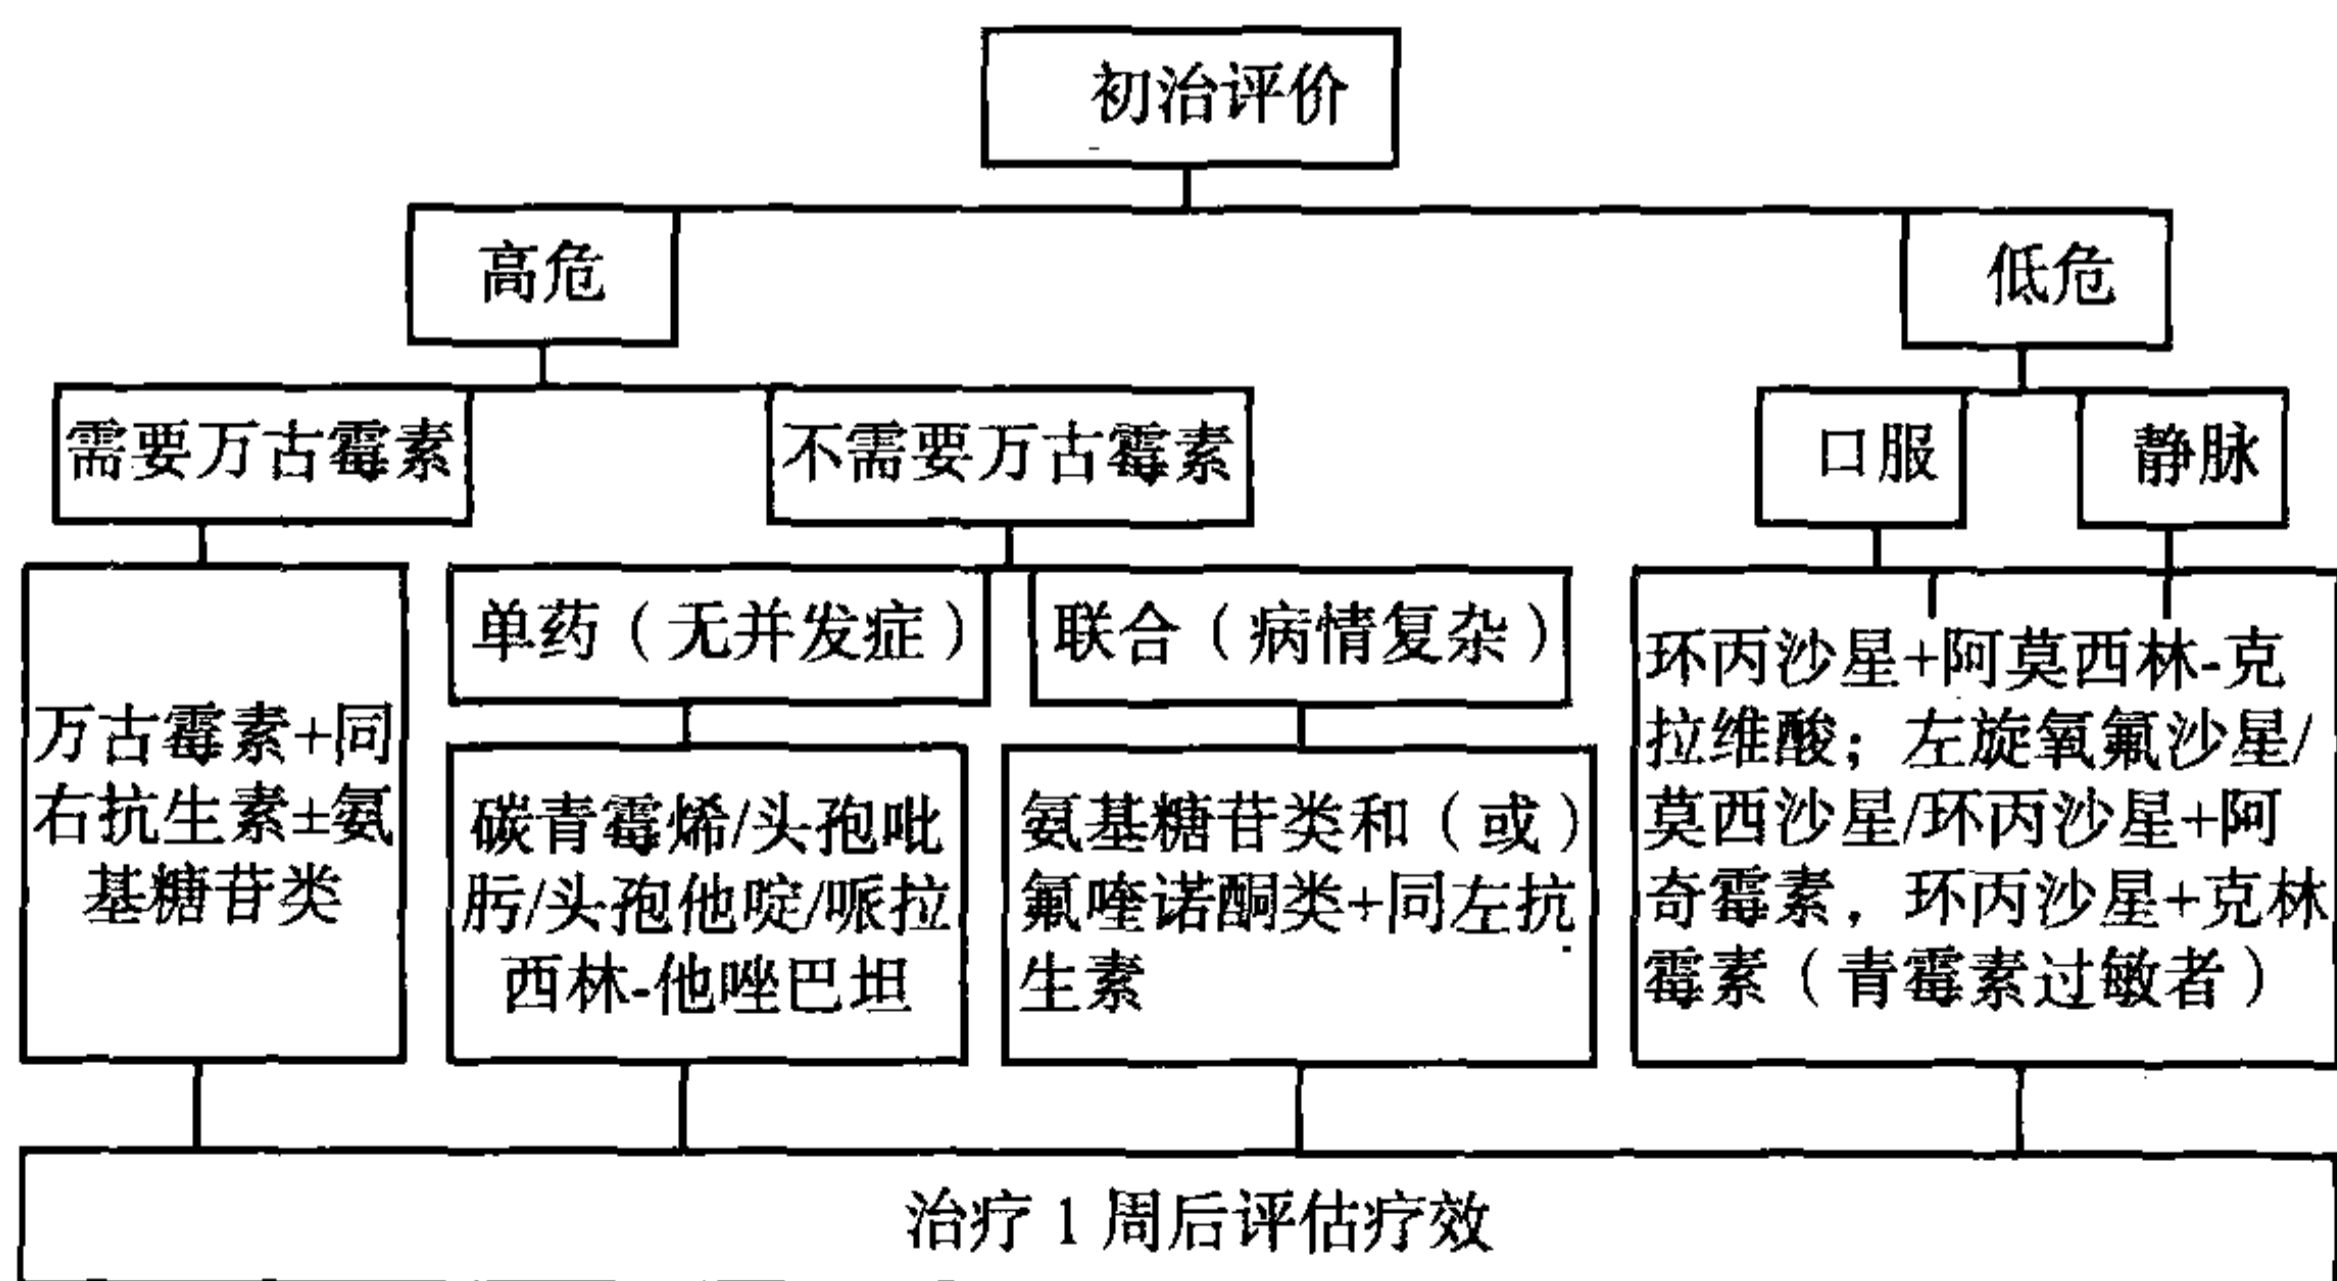 初治评价
高危
低危
需要万古霉素
不需要万古霉素
口服
静脉
单药（无并发症）
联合（病情复杂）
万古霉素+同
右抗生素±氨
基糖苷类
碳青霉烯/头孢吡
肟/头孢他啶/哌拉
西林-他唑巴坦
氨基糖苷类和（或）
氟喹诺酮类+同左抗
生素
环丙沙星+阿莫西林-克
拉维酸；左旋氧氟沙星/
莫西沙星/环丙沙星+阿
奇霉素，环丙沙星+克林
霉素（青霉素过敏者）
治疗 1 周后评估疗效